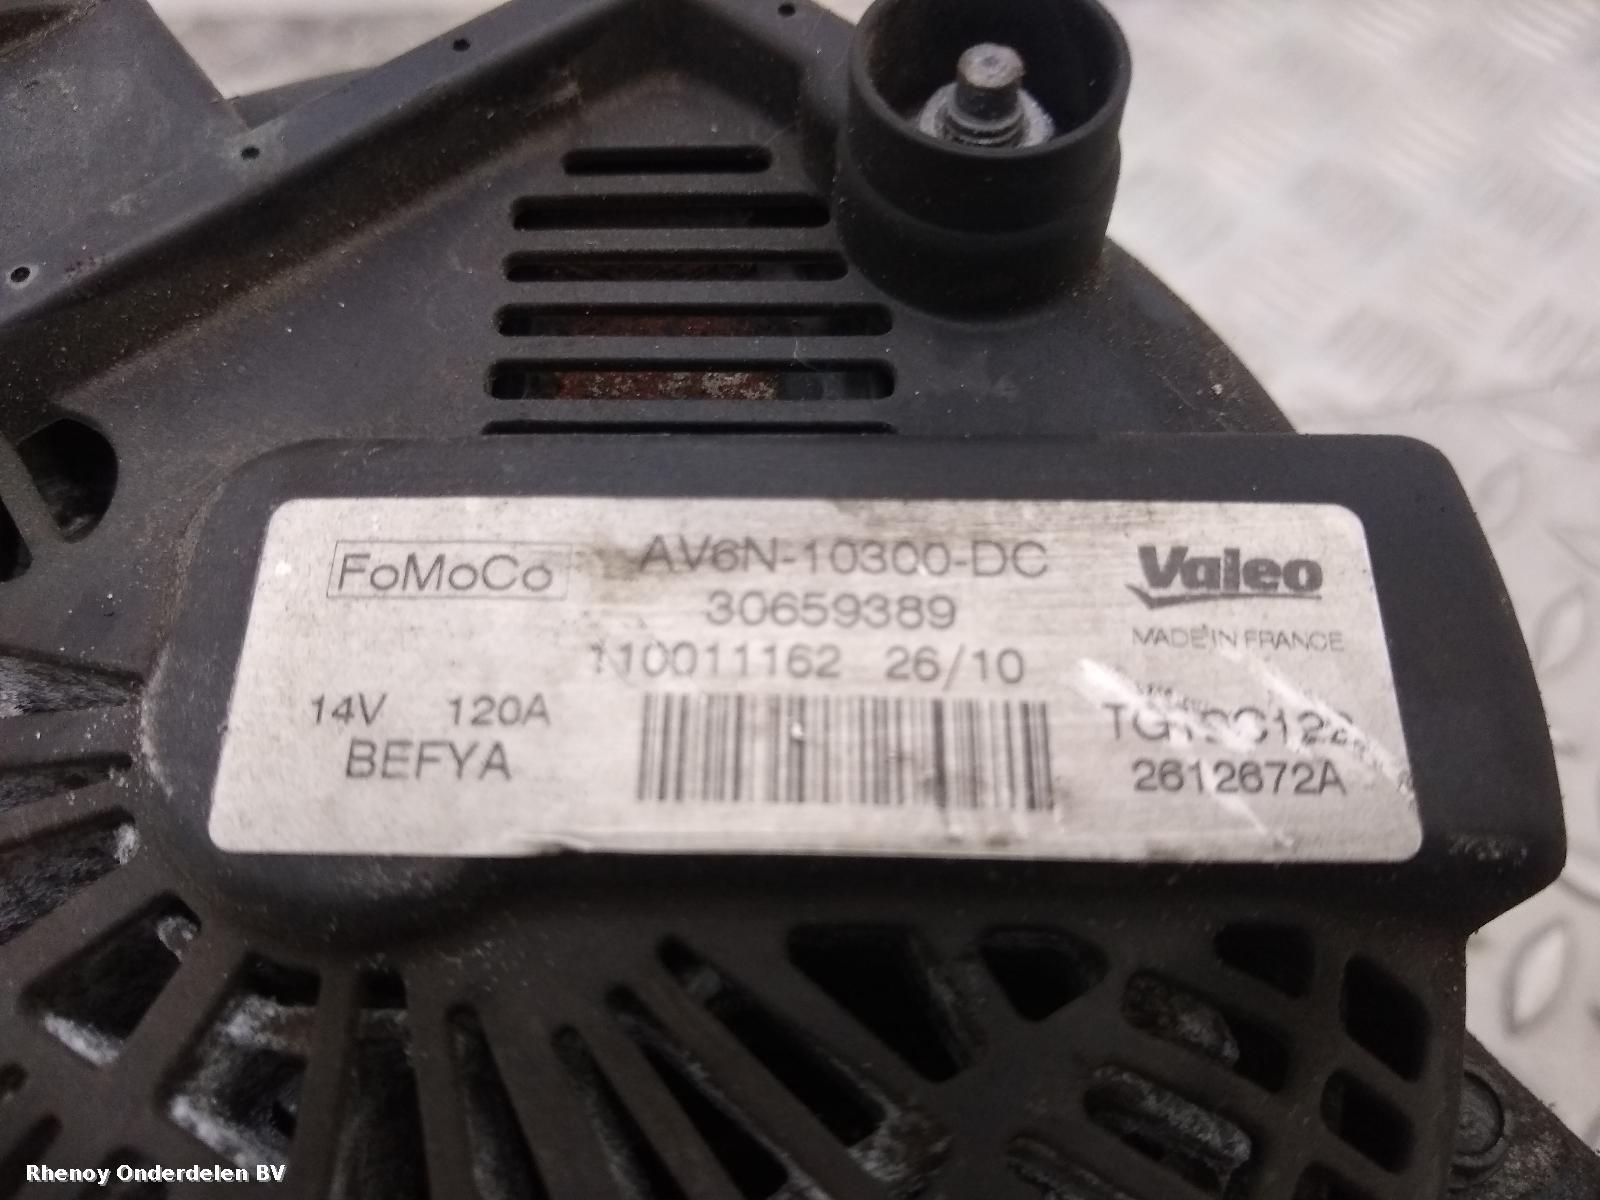 FoMoCo AV6N-10300-DC Valeo
30659389
MADE IN FRANCE
110011162 26/10
14V 120A
BEFYA 2612672A
Rhenoy Onderdelen BV